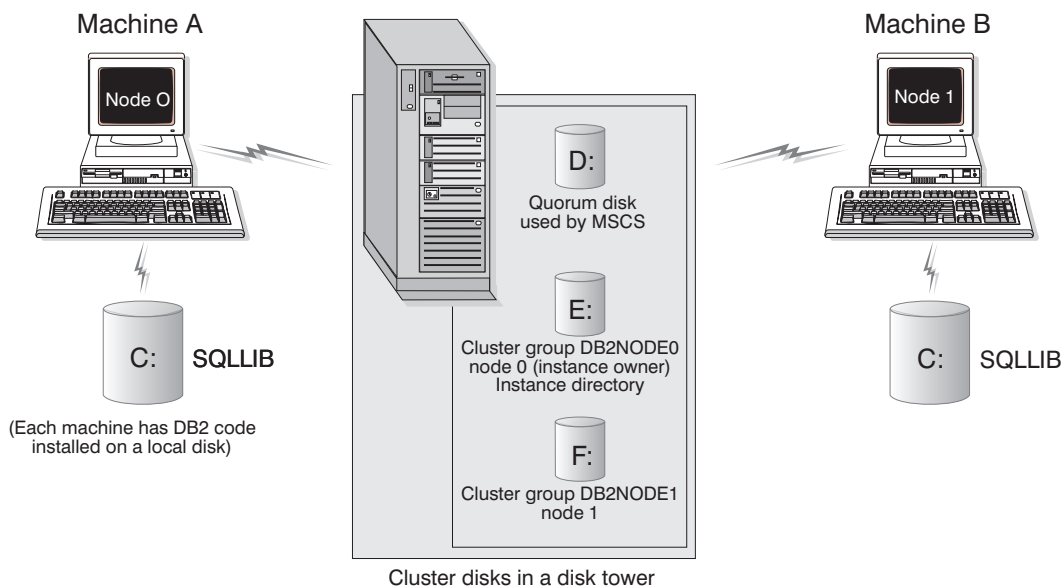 Machine A
Machine B
Node O
Node 1
D:
Quorum disk
used by MSCS
E:
Cluster group DB2NODE0
node 0 (instance owner)
Instance directory
C:
SQLLIB
C:
SQLLIB
(Each machine has DB2 code
installed on a local disk)
F:
Cluster group DB2NODE1
node 1
Cluster disks in a disk tower